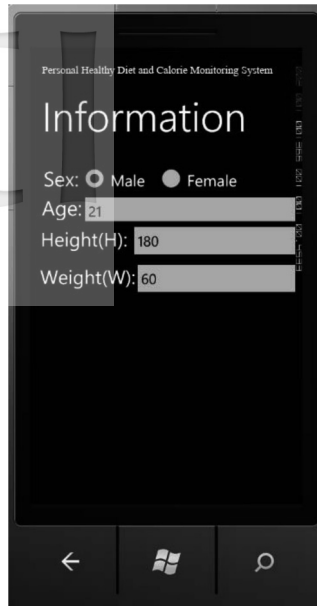 Personal Healthy Diet and Calorie Monitoring System
Information
Sex: Male Female
Age: 21
Height(H): 180
Weight(W): 60